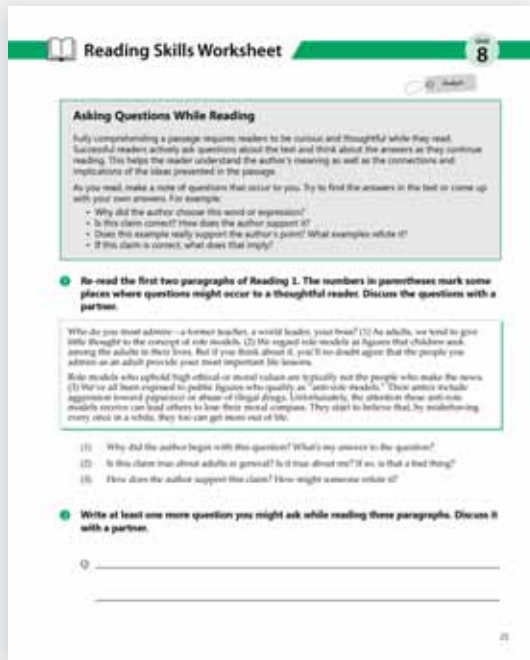 Reading Skills Worksheet
Unit
8
Asking Questions While Reading
Fully comprehending a passage requires readers to be curious and thoughtful while they read.
Successful readers actively ask questions about the text and think about the answers as they continue
reading. This helps the reader understand the author's meaning as well as the connections and
implications of the ideas presented in the passage.
As you read, make a note of questions that occur to you. Try to find the answers in the text or come up
with your own answers. For example:
• Why did the author choose this word or expression?
• Is this claim correct? How does the author support it?
• Does this example really support the author's point? What examples refute it?
• If this claim is correct, what does that imply?
Re-read the first two paragraphs of Reading 1. The numbers in parentheses mark some
places where questions might occur to a thoughtful reader. Discuss the questions with a
partner.
Who do you most admire—a former teacher, a world leader, your boss? (1) As adults, we tend to give
little thought to the concept of role models. (2) We regard role models as figures that children seek
among the adults in their lives. But if you think about it, you'll no doubt agree that the people you
admire as an adult provide your most important life lessons.
Role models who uphold high ethical or moral values are typically not the people who make the news.
(3) We've all been exposed to public figures who qualify as "anti-role models." Their antics include
aggression toward paparazzi or abuse of illegal drugs. Unfortunately, the attention these anti-role
models receive can lead others to lose their moral compass. They start to believe that, by misbehaving
every once in a while, they too can get more out of life.
(1) Why did the author begin with this question? What's my answer to the question?
(2) Is this claim true about adults in general? Is it true about me? If so, is that a bad thing?
(3) How does the author support this claim? How might someone refute it?
Write at least one more question you might ask while reading these paragraphs. Discuss it
with a partner.
Q